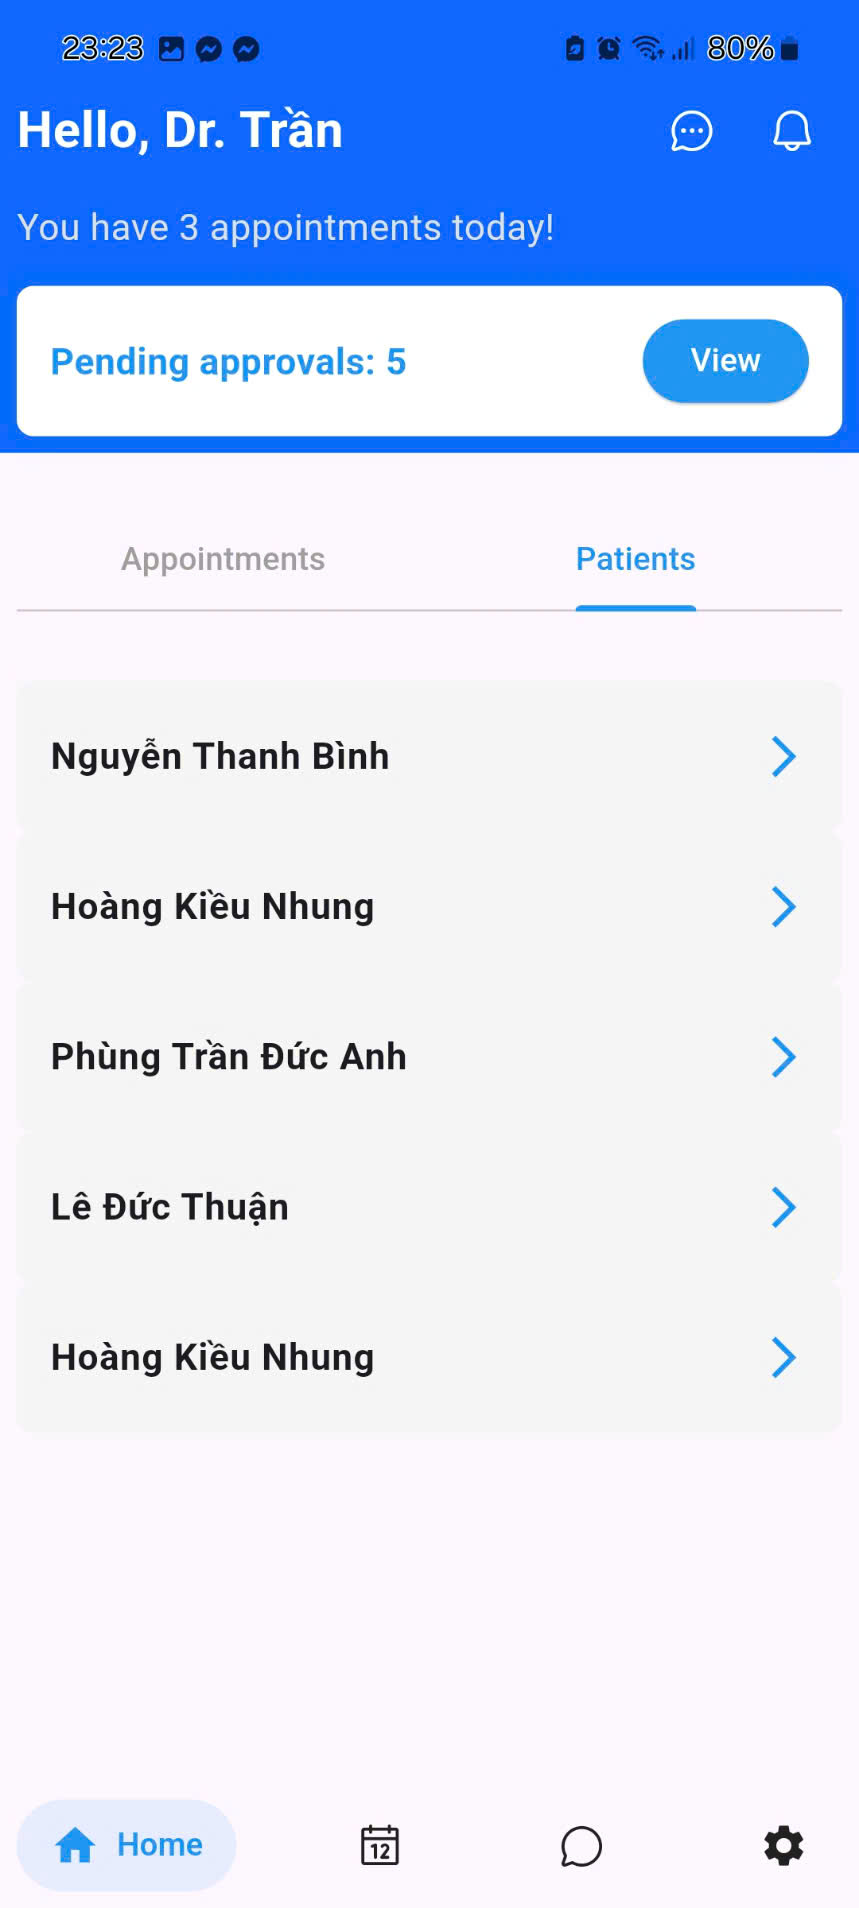 23:23 80%
Hello, Dr. Trần
You have 3 appointments today!
Pending approvals: 5 View
Appointments Patients
Nguyễn Thanh Bình
Hoàng Kiều Nhung
Phùng Trần Đức Anh
Lê Đức Thuận
Hoàng Kiều Nhung
Home 12